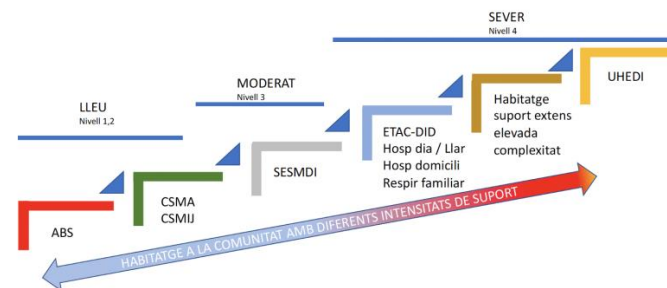 SEVER
Nivell 4
MODERAT
Nivell 3
LLEU
Nivell 1,2
UHEDI
Habitatge
suport extens
elevada
complexitat
ETAC-DID
Hosp dia / Llar
Hosp domicili
Respir familiar
SESMDI
CSMA
CSMIJ
ABS
HABITATGE A LA COMUNITAT AMB DIFERENTS INTENSITATS DE SUPORT